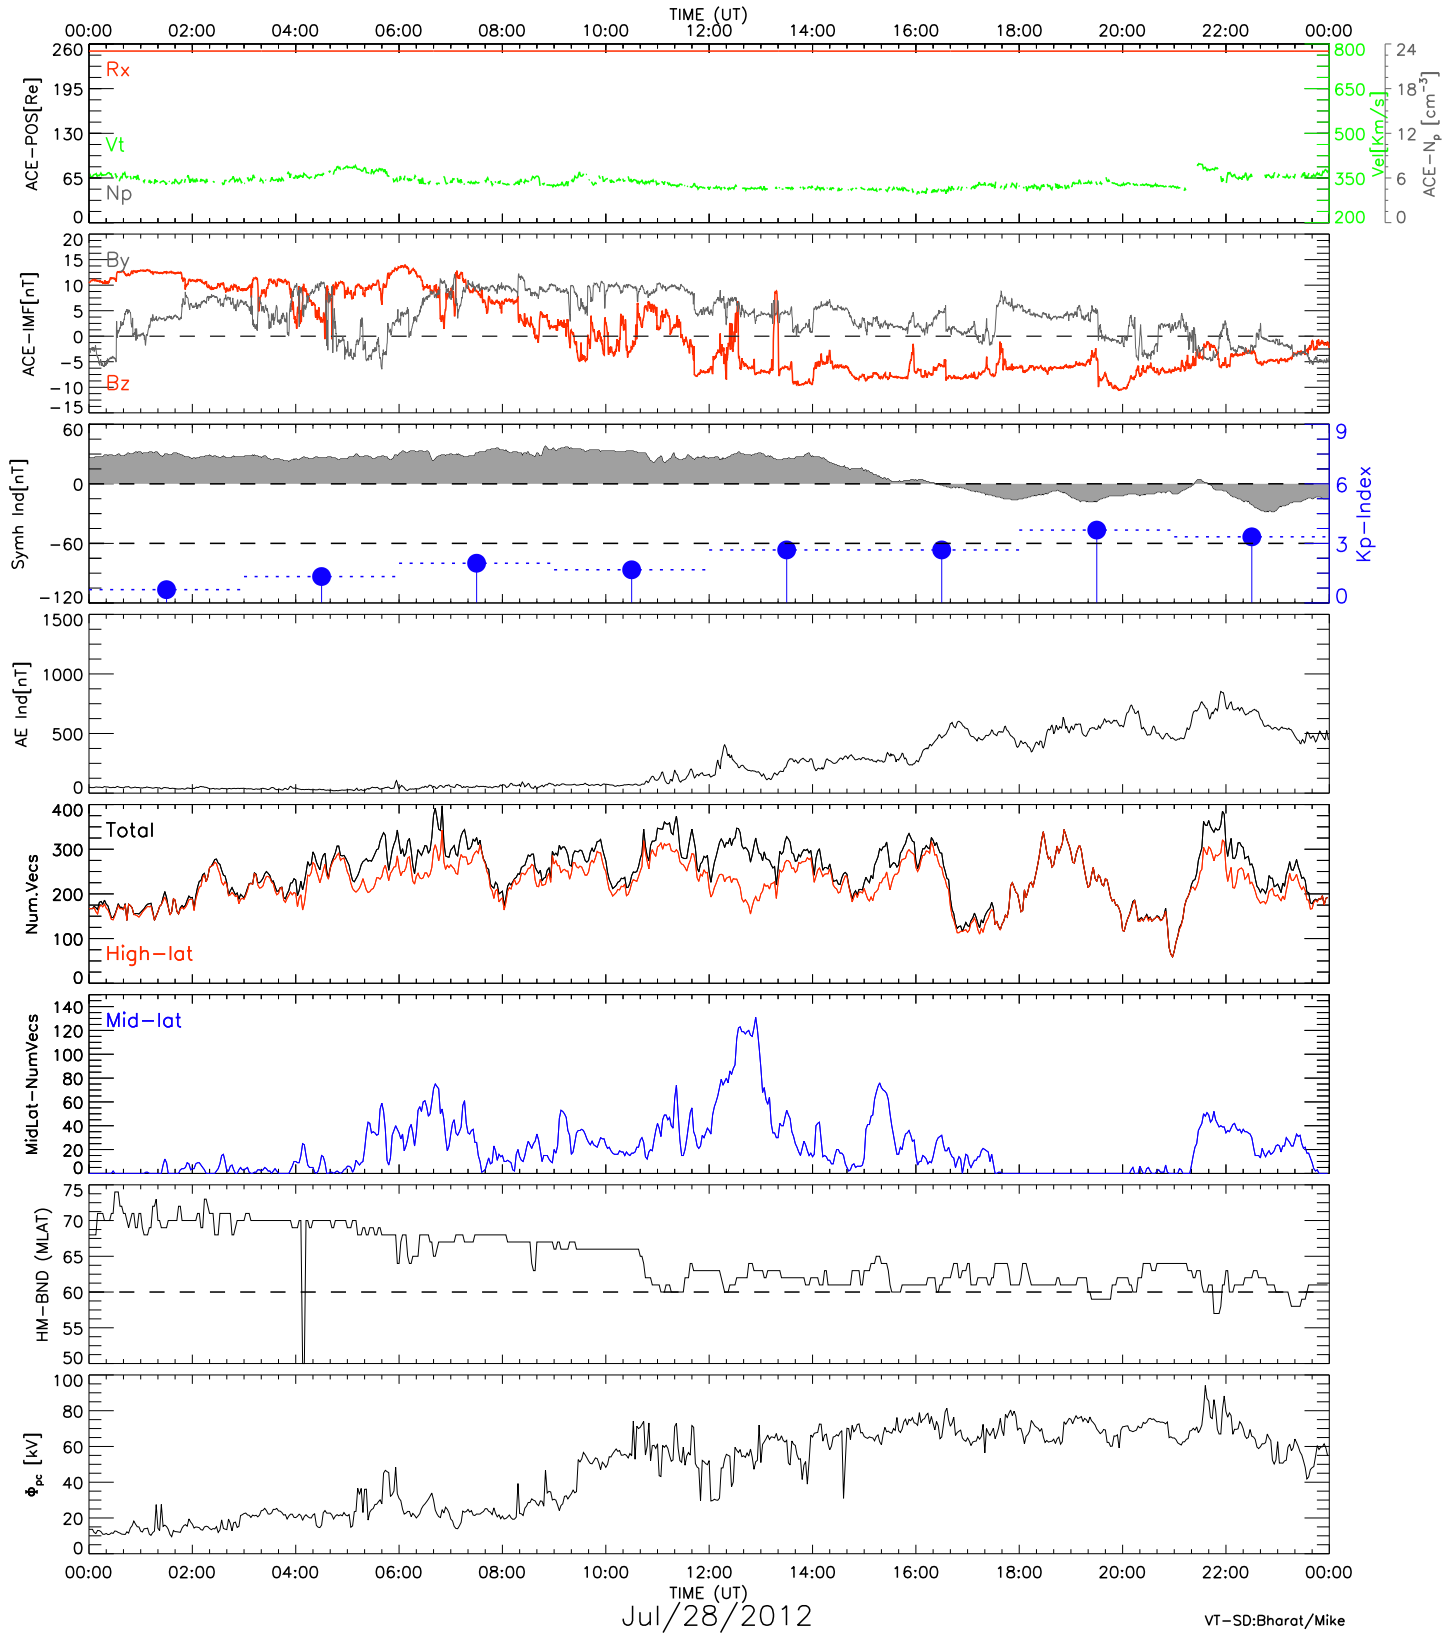 TIME (UT)
00:00 02:00 04:00 06:00 08:00 10:00 12:00 14:00 16:00 18:00 20:00 22:00 00:00
ACE-POS[Re]
260
195
130
65
0
Rx
Vt
Np
800
650
500
350
200
Vel[Km/s]
24
18
12
6
0
ACE-Np [cm-3]
ACE-IMF[nT]
20
15
10
5
0
-5
-10
-15
By
Bz
Symh Ind[nT]
60
0
-60
-120
9
6
3
0
Kp-Index
AE Ind[nT]
1500
1000
500
0
Num.Vecs
400
300
200
100
0
Total
High-lat
MidLat-NumVecs
140
120
100
80
60
40
20
0
Mid-lat
HM-BND (MLAT)
75
70
65
60
55
50
Φpc [kV]
100
80
60
40
20
0
00:00 02:00 04:00 06:00 08:00 10:00 12:00 14:00 16:00 18:00 20:00 22:00 00:00
TIME (UT)
Jul/28/2012
VT-SD:Bharat/Mike